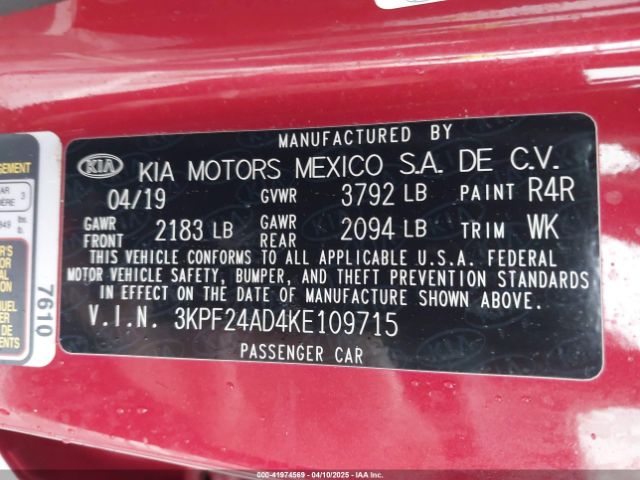 MANUFACTURED BY
KIA KIA MOTORS MEXICO S.A. DE C.V.
04/19 GVWR 3792 LB PAINT R4R
GAWR FRONT 2183 LB GAWR REAR 2094 LB TRIM WK
THIS VEHICLE CONFORMS TO ALL APPLICABLE U.S.A. FEDERAL
MOTOR VEHICLE SAFETY, BUMPER, AND THEFT PREVENTION STANDARDS
IN EFFECT ON THE DATE OF MANUFACTURE SHOWN ABOVE.
V.I.N. 3KPF24AD4KE109715
PASSENGER CAR
7610
000-41974569 - 04/10/2025 - IAAI